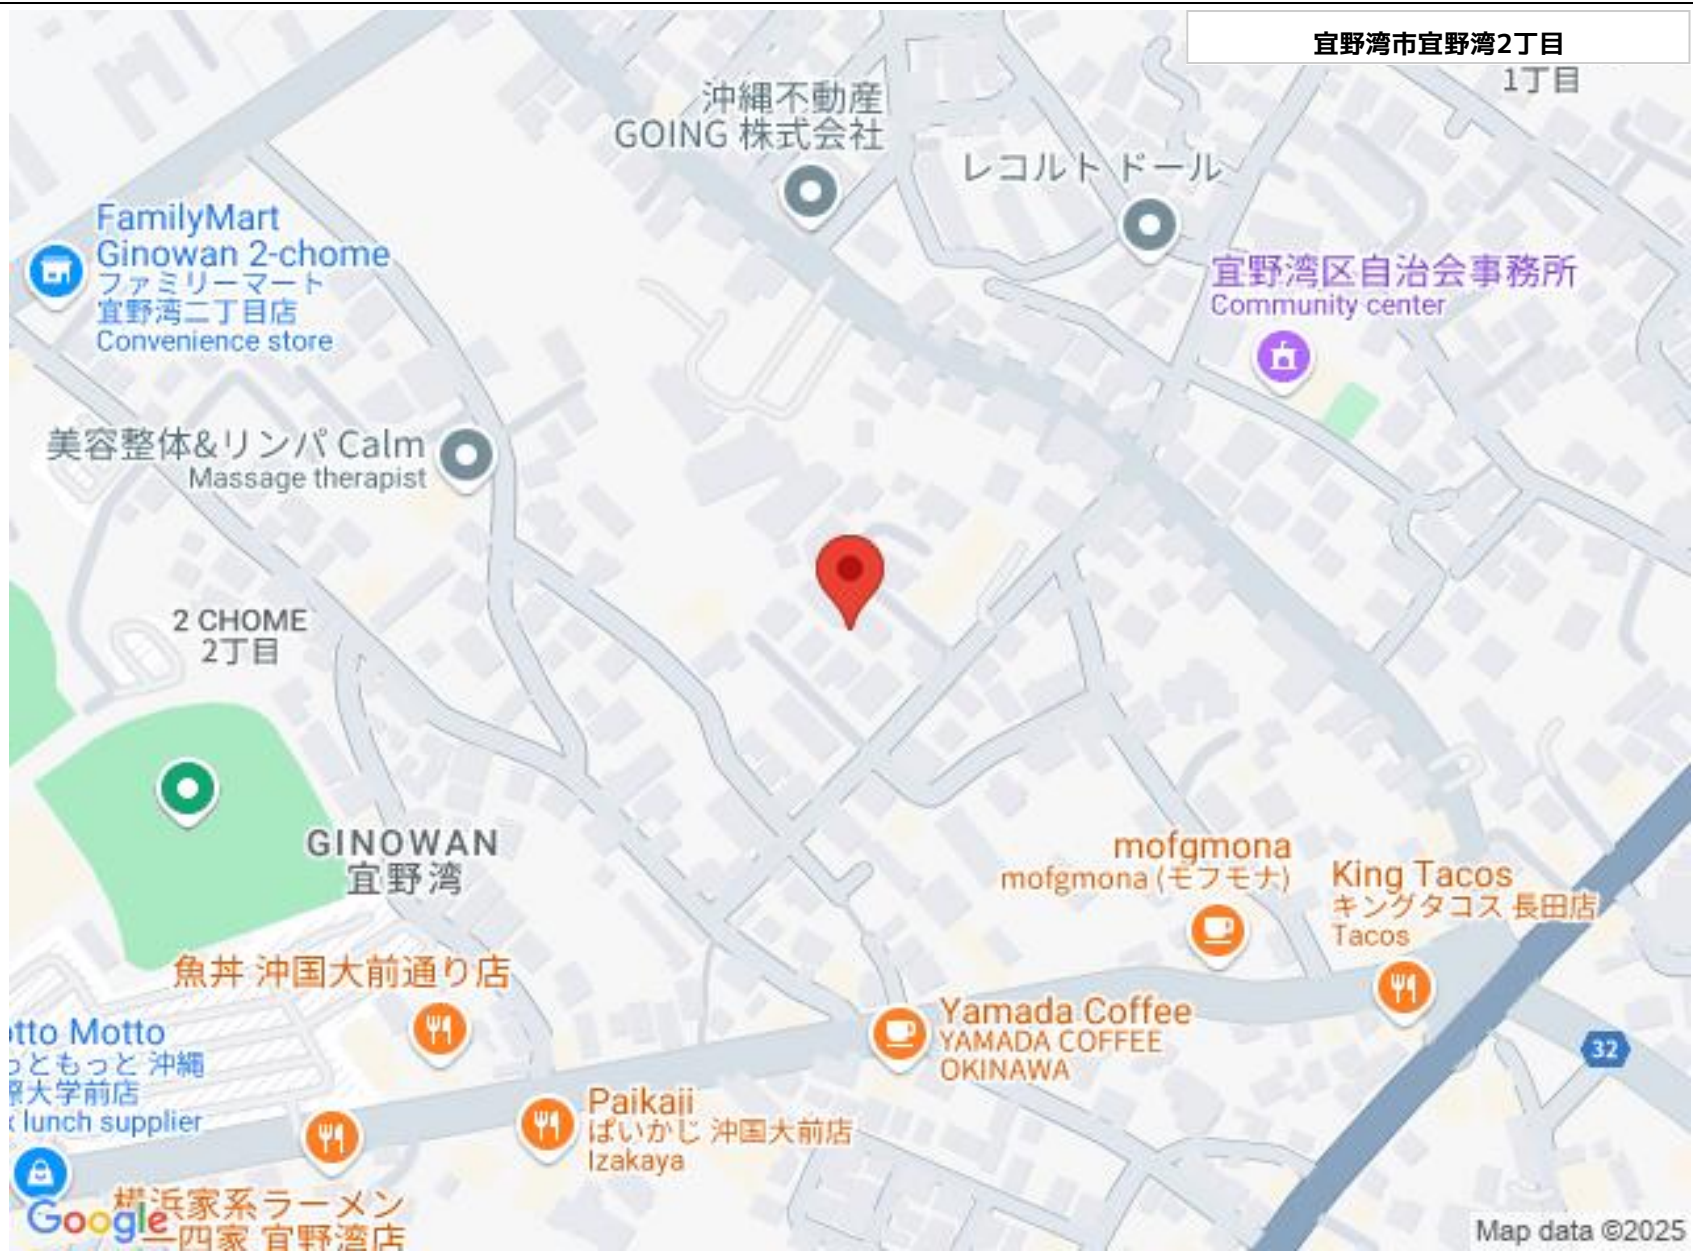 宜野湾市宜野湾2丁目
1丁目
沖縄不動産
GOING 株式会社
レコルトドール
FamilyMart
Ginowan 2-chome
ファミリーマート
宜野湾二丁目店
Convenience store
宜野湾区自治会事務所
Community center
美容整体&リンパ Calm
Massage therapist
2 CHOME
2丁目
GINOWAN
宜野湾
mofgmona
mofgmona (モフモナ)
King Tacos
キングタコス 長田店
Tacos
魚丼 沖国大前通り店
Yamada Coffee
YAMADA COFFEE
OKINAWA
32
otto Motto
っともっと 沖縄
際大学前店
x lunch supplier
Paikaji
ぱいかじ 沖国大前店
Izakaya
横浜家系ラーメン
四家 宜野湾店
Google
Map data ©2025